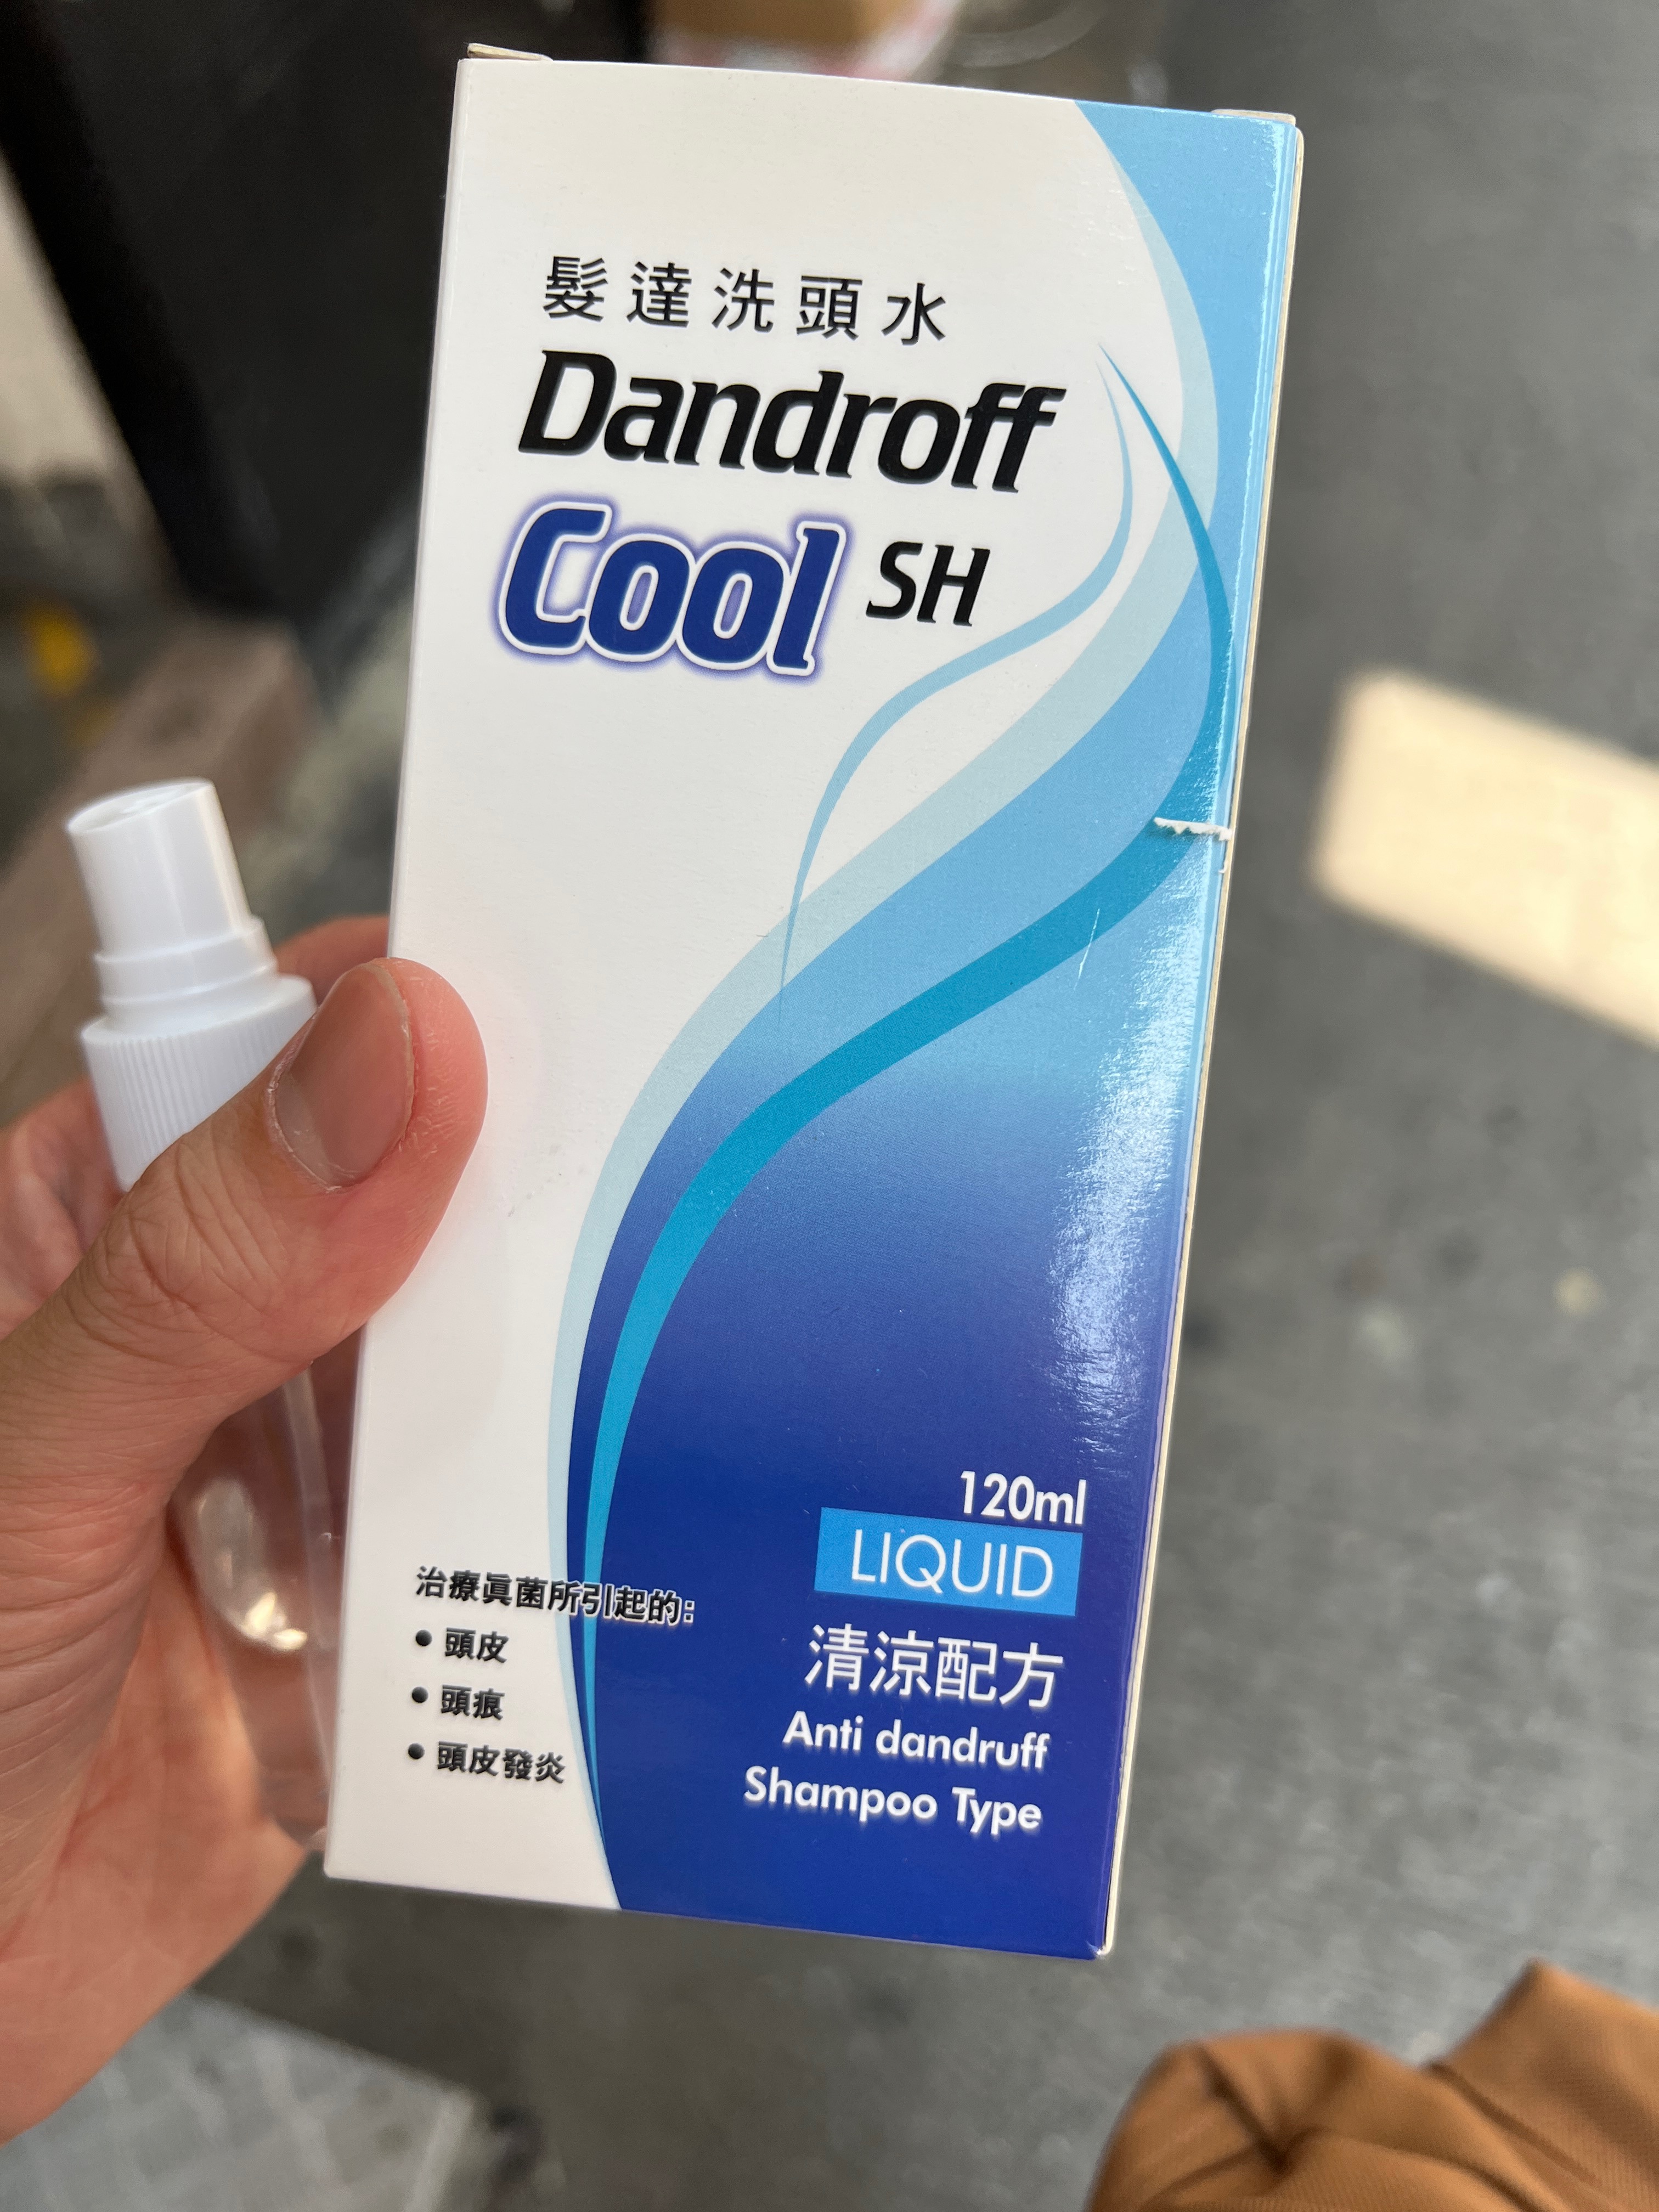 髮達洗頭水
Dandroff
Cool SH
120ml
LIQUID
清涼配方
Anti dandruff
Shampoo Type
治療真菌所引起的:
• 頭皮
• 頭痕
• 頭皮發炎